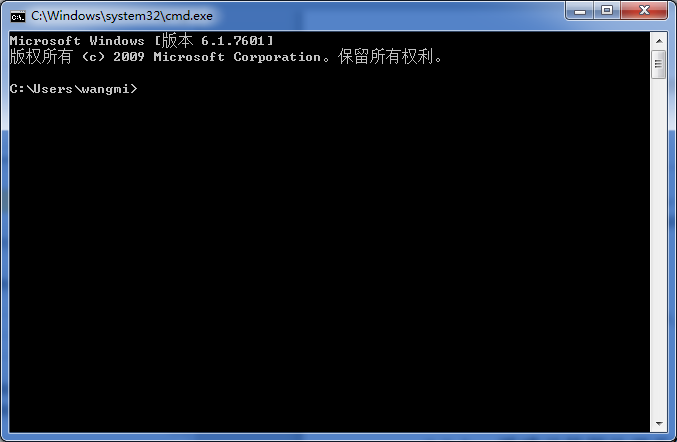 C:\Windows\system32\cmd.exe
Microsoft Windows [版本 6.1.7601]
版权所有 (c) 2009 Microsoft Corporation。保留所有权利。
C:\Users\wangmi>